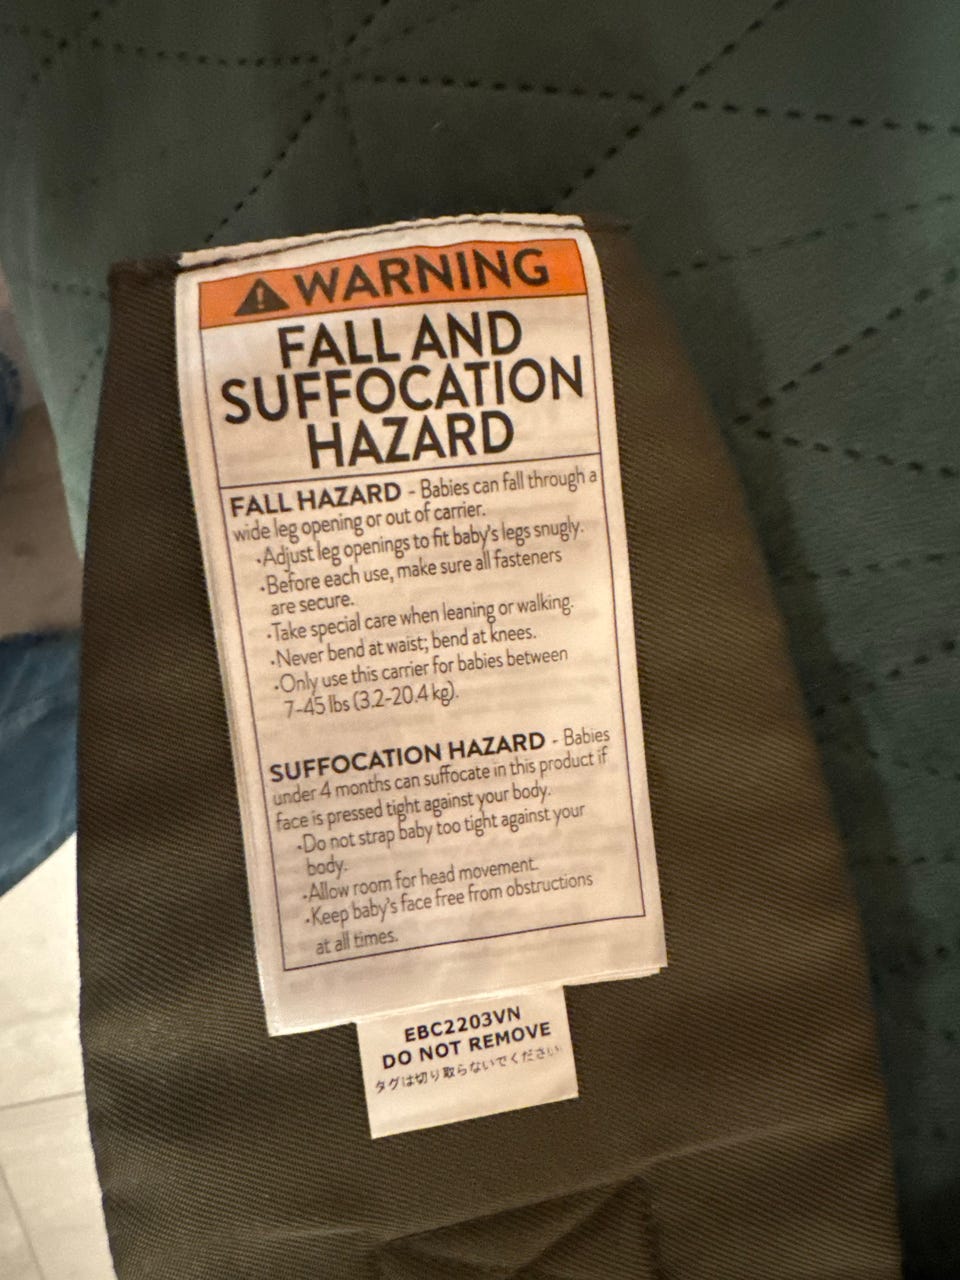 WARNING
FALL AND
SUFFOCATION
HAZARD
FALL HAZARD - Babies can fall through a
wide leg opening or out of carrier.
•Adjust leg openings to fit baby's legs snugly.
•Before each use, make sure all fasteners
are secure.
•Take special care when leaning or walking.
•Never bend at waist; bend at knees.
•Only use this carrier for babies between
7-45 lbs (3.2-20.4 kg).
SUFFOCATION HAZARD - Babies
under 4 months can suffocate in this product if
face is pressed tight against your body.
•Do not strap baby too tight against your
body.
•Allow room for head movement.
•Keep baby's face free from obstructions
at all times.
EBC2203VN
DO NOT REMOVE
タグは切り取らないでください